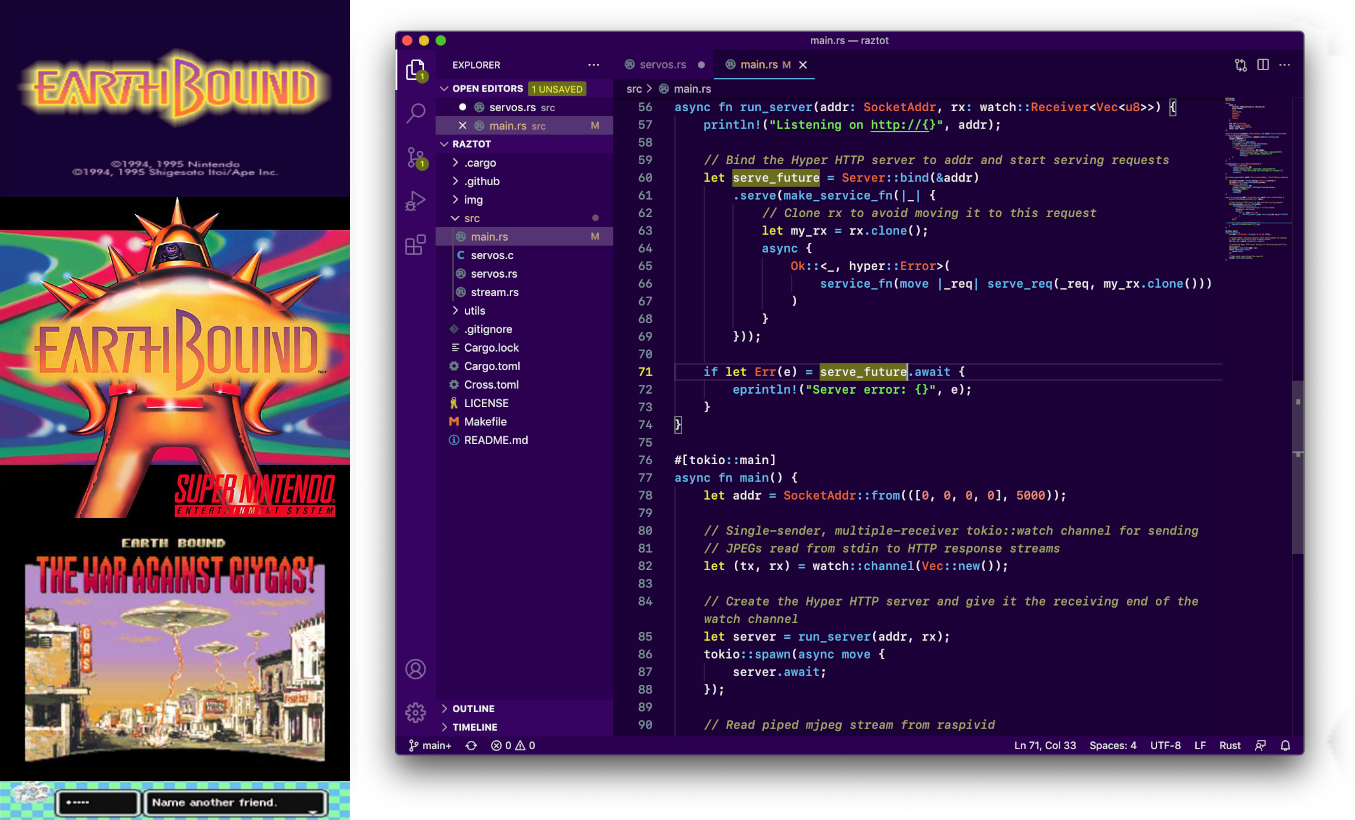 EARTHBOUND
©1994, 1995 Nintendo
©1994, 1995 Shigesato Itoi/Ape Inc.
EARTHBOUND
SUPER NINTENDO
ENTERTAINMENT SYSTEM
EARTH BOUND
THE WAR AGAINST GIYGAS!
GAS
•----
Name another friend.
main.rs — raztot
EXPLORER
OPEN EDITORS 1 UNSAVED
servos.rs src
main.rs src M
RAZTOT
.cargo
.github
img
src
main.rs M
C servos.c
servos.rs
stream.rs
utils
.gitignore
Cargo.lock
Cargo.toml
Cross.toml
LICENSE
Makefile
README.md
OUTLINE
TIMELINE
1
1
servos.rs
main.rs M
src > main.rs
56 async fn run_server(addr: SocketAddr, rx: watch::Receiver<Vec<u8>>) {
57 println!("Listening on http://{}", addr);
58
59 // Bind the Hyper HTTP server to addr and start serving requests
60 let serve_future = Server::bind(&addr)
61 .serve(make_service_fn(|_| {
62 // Clone rx to avoid moving it to this request
63 let my_rx = rx.clone();
64 async {
65 Ok::<_, hyper::Error>(
66 service_fn(move |_req| serve_req(_req, my_rx.clone()))
67 )
68 }
69 }));
70
71 if let Err(e) = serve_future.await {
72 eprintln!("Server error: {}", e);
73 }
74 }
75
76 #[tokio::main]
77 async fn main() {
78 let addr = SocketAddr::from(([0, 0, 0, 0], 5000));
79
80 // Single-sender, multiple-receiver tokio::watch channel for sending
81 // JPEGs read from stdin to HTTP response streams
82 let (tx, rx) = watch::channel(Vec::new());
83
84 // Create the Hyper HTTP server and give it the receiving end of the
watch channel
85 let server = run_server(addr, rx);
86 tokio::spawn(async move {
87 server.await;
88 });
89
90 // Read piped mjpeg stream from raspivid
main+ 0 0 Ln 71, Col 33 Spaces: 4 UTF-8 LF Rust